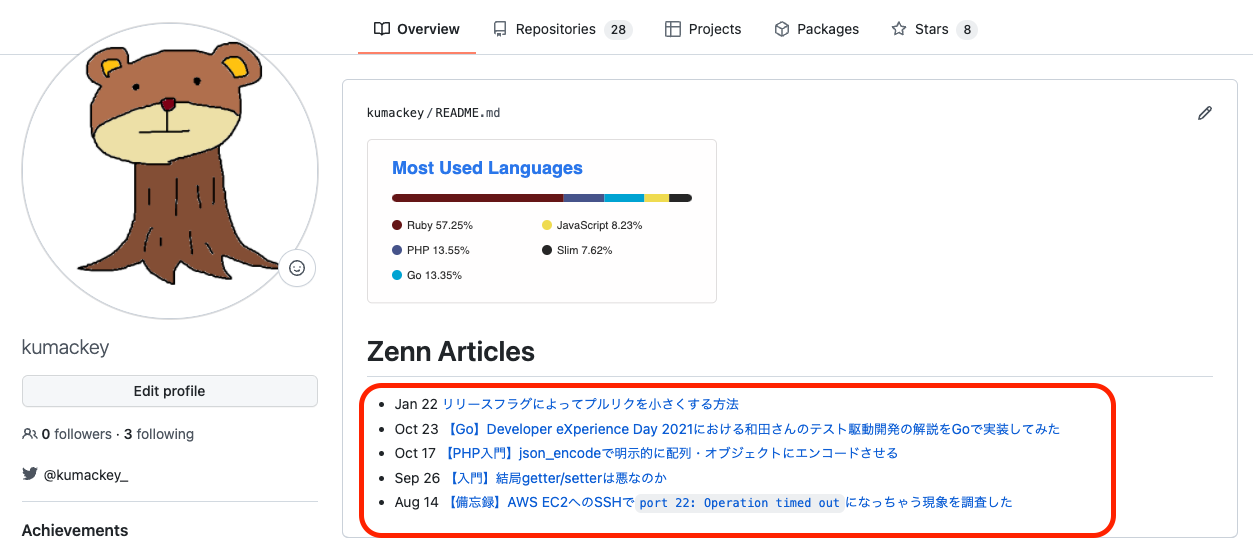 Overview Repositories 28 Projects Packages Stars 8
kumackey/README.md
Most Used Languages
Ruby 57.25% JavaScript 8.23%
PHP 13.55% Slim 7.62%
Go 13.35%
kumackey
Edit profile
0 followers · 3 following
@kumackey_
Achievements
Zenn Articles
Jan 22 リリースフラグによってプルリクを小さくする方法
Oct 23 【Go】Developer eXperience Day 2021における和田さんのテスト駆動開発の解説をGoで実装してみた
Oct 17 【PHP入門】json_encodeで明示的に配列・オブジェクトにエンコードさせる
Sep 26 【入門】結局getter/setterは悪なのか
Aug 14 【備忘録】AWS EC2へのSSHでport 22: Operation timed outになっちゃう現象を調査した